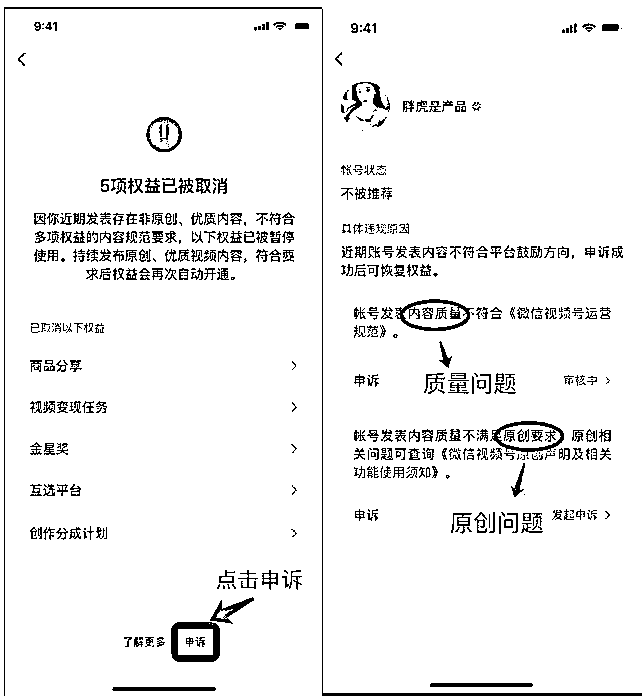 9:41
5项权益已被取消
因你近期发表存在非原创、优质内容，不符合
多项权益的内容规范要求，以下权益已被暂停
使用。持续发布原创、优质视频内容，符合要
求后权益会再次自动开通。
已取消以下权益
商品分享
视频变现任务
金星奖
互选平台
创作分成计划
点击申诉
了解更多 申诉
9:41
胖虎是产品
帐号状态
不被推荐
具体违规原因
近期账号发表内容不符合平台鼓励方向，申诉成
功后可恢复权益。
帐号发表内容质量不符合《微信视频号运营
规范》。
申诉 审核中
质量问题
帐号发表内容质量不满足原创要求，原创相
关问题可查询《微信视频号原创声明及相关
功能使用须知》。
申诉 发起申诉
原创问题